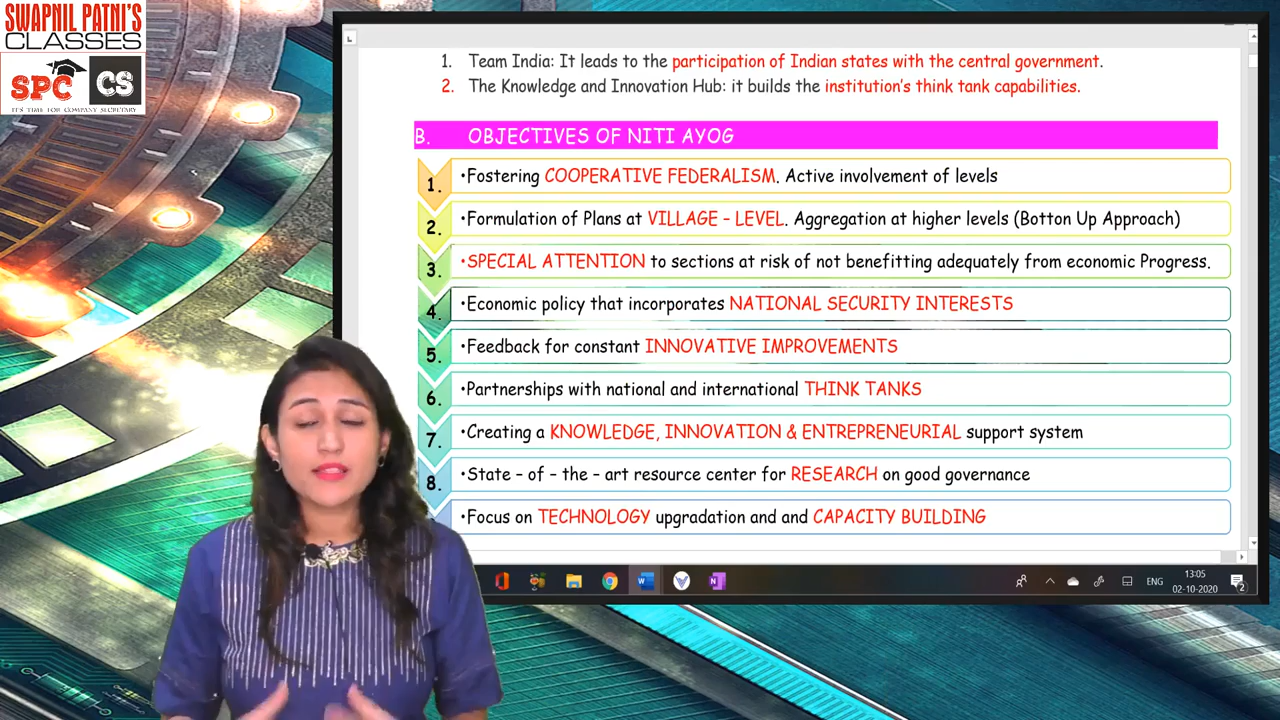 SWAPNIL PATNI'S
CLASSES
SPC CS
IT'S TIME FOR COMPANY SECRETARY
1. Team India: It leads to the participation of Indian states with the central government.
2. The Knowledge and Innovation Hub: it builds the institution's think tank capabilities.
B. OBJECTIVES OF NITI AYOG
1. •Fostering COOPERATIVE FEDERALISM. Active involvement of levels
2. •Formulation of Plans at VILLAGE – LEVEL. Aggregation at higher levels (Botton Up Approach)
3. •SPECIAL ATTENTION to sections at risk of not benefitting adequately from economic Progress.
4. •Economic policy that incorporates NATIONAL SECURITY INTERESTS
5. •Feedback for constant INNOVATIVE IMPROVEMENTS
6. •Partnerships with national and international THINK TANKS
7. •Creating a KNOWLEDGE, INNOVATION & ENTREPRENEURIAL support system
8. •State – of – the – art resource center for RESEARCH on good governance
•Focus on TECHNOLOGY upgradation and and CAPACITY BUILDING
ENG
13:05
02-10-2020
2